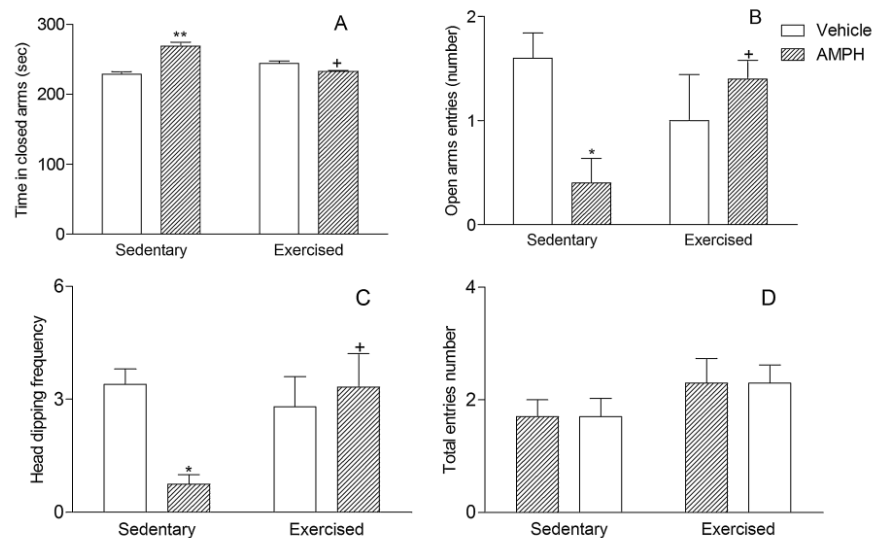 A
Time in closed arms (sec)
300
200
100
0
**
+
Sedentary
Exercised
B
Open arms entries (number)
2
1
0
*
+
Sedentary
Exercised
Vehicle
AMPH
C
Head dipping frequency
6
3
0
*
+
Sedentary
Exercised
D
Total entries number
4
2
0
Sedentary
Exercised